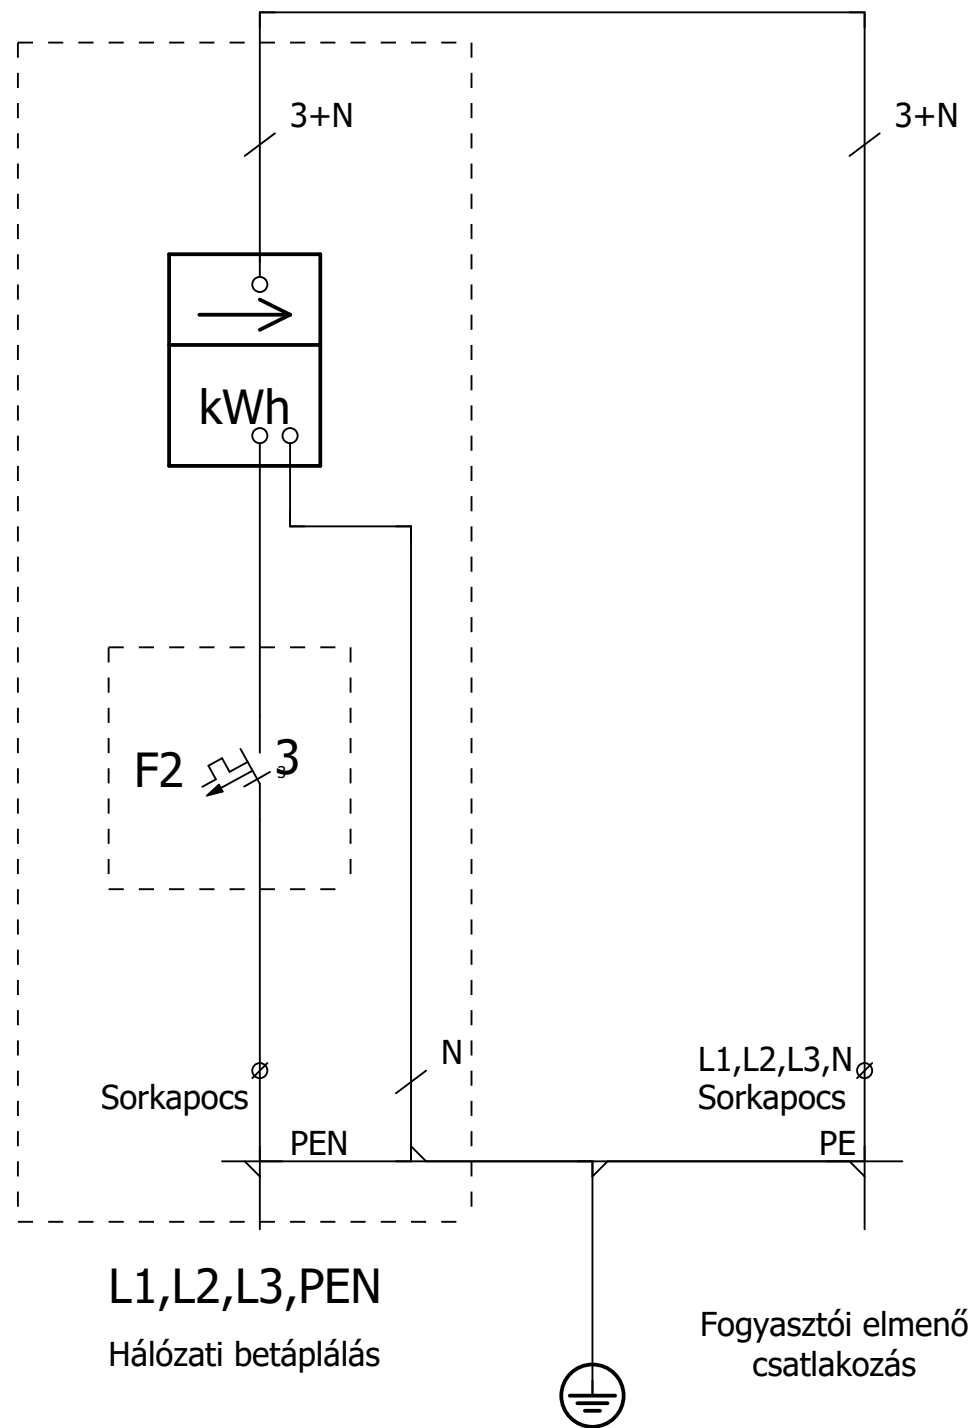 3+N
3+N
kWh
F2
3
3
N
L1,L2,L3,N
Sorkapocs
Sorkapocs
PEN
PE
L1,L2,L3,PEN
Hálózati betáplálás
Fogyasztói elmenő
csatlakozás